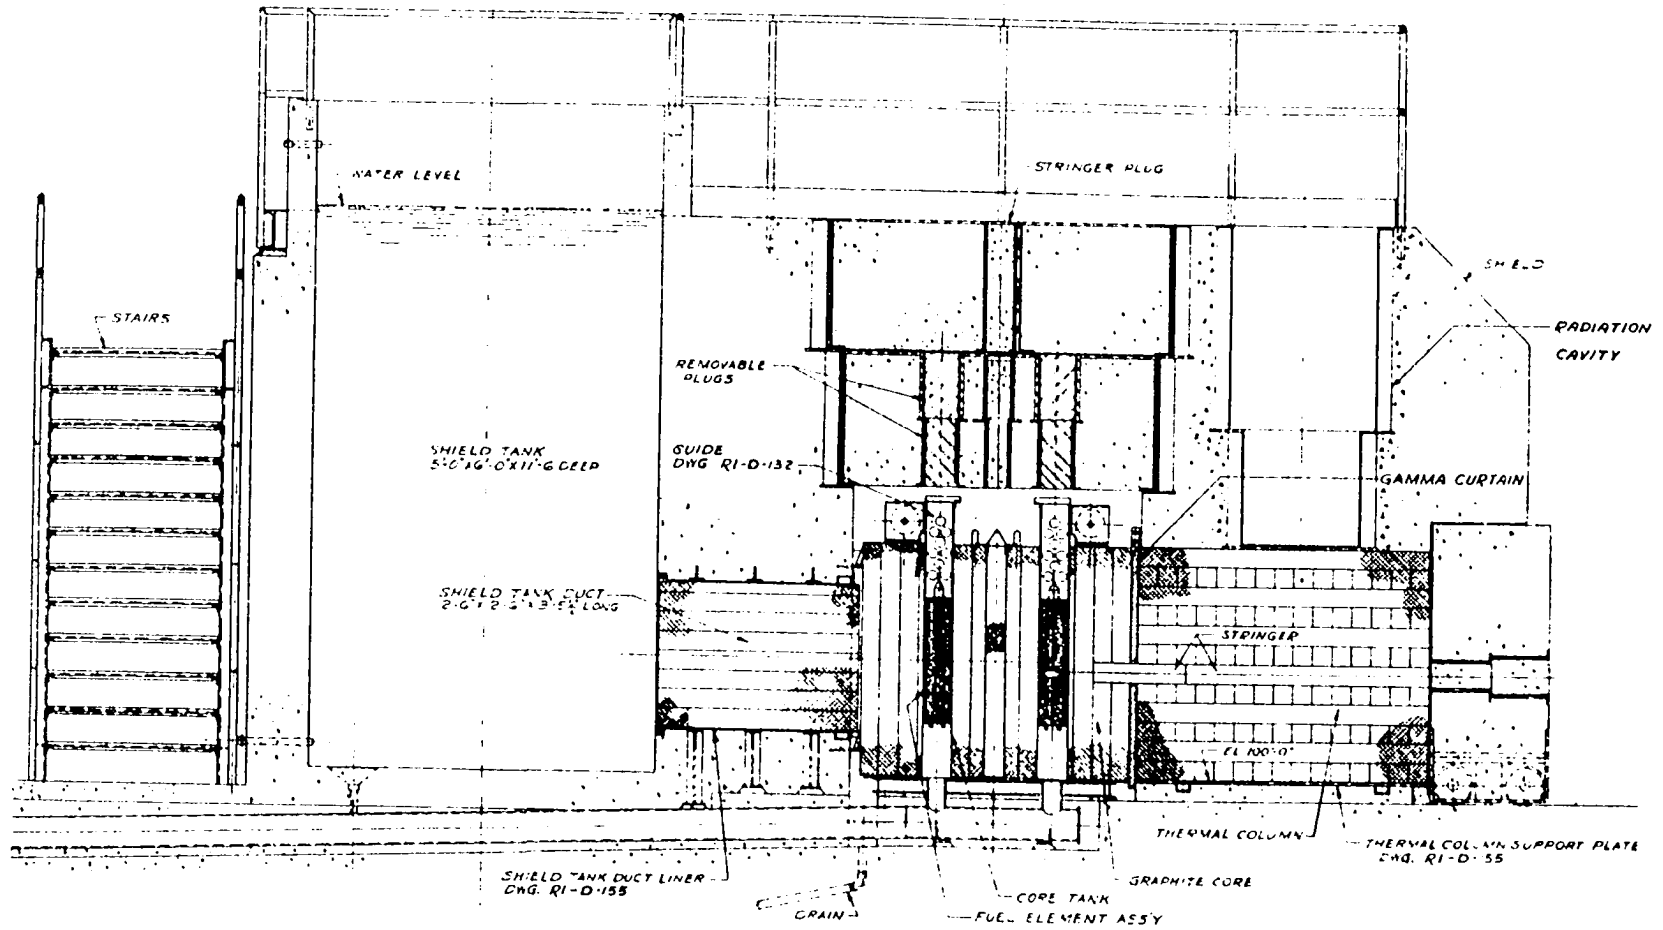 WATER LEVEL
STRINGER PLUG
SHIELD
STAIRS
RADIATION
CAVITY
REMOVABLE
PLUGS
SHIELD TANK
5'-0"X6'-0"X11'-6 DEEP
GUIDE
DWG RI-D-132
GAMMA CURTAIN
SHIELD TANK DUCT
LONG
STRINGER
EL 100'-0"
THERMAL COLUMN
THERMAL COLUMN SUPPORT PLATE
DWG. RI-D-
SHIELD TANK DUCT LINER
DWG. RI-D-155
GRAPHITE CORE
CORE TANK
DRAIN
FUEL ELEMENT ASS'Y